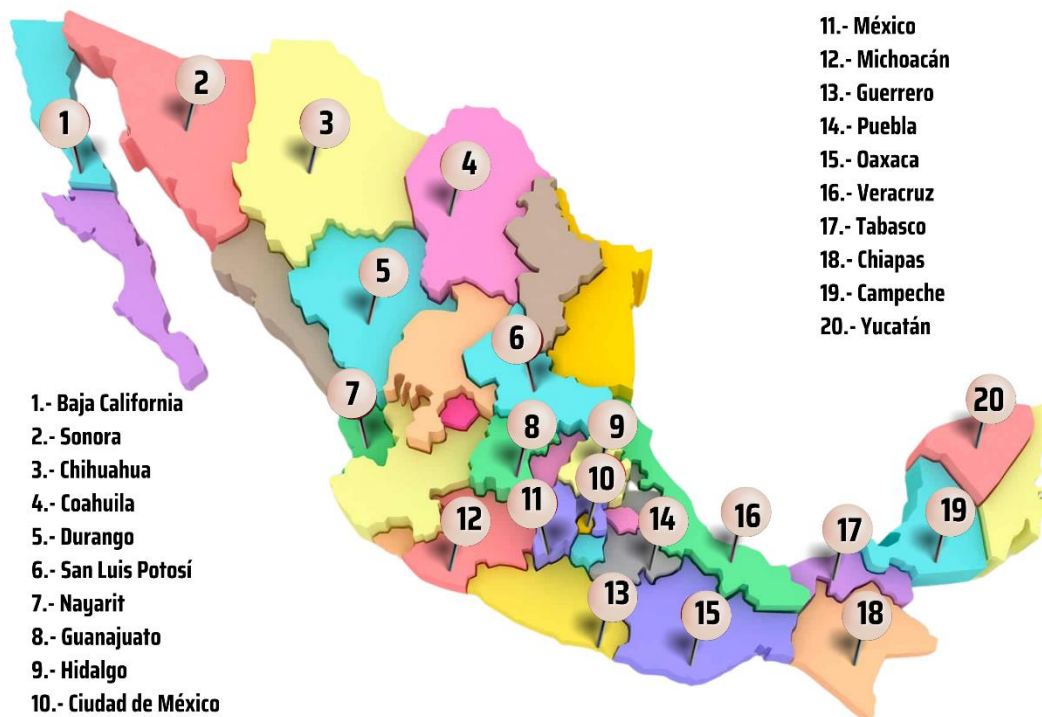 11.- México
12.- Michoacán
13.- Guerrero
14.- Puebla
15.- Oaxaca
16.- Veracruz
17.- Tabasco
18.- Chiapas
19.- Campeche
20.- Yucatán
1
2
3
4
5
6
7
8
9
10
11
12
13
14
15
16
17
18
19
20
1.- Baja California
2.- Sonora
3.- Chihuahua
4.- Coahuila
5.- Durango
6.- San Luis Potosí
7.- Nayarit
8.- Guanajuato
9.- Hidalgo
10.- Ciudad de México